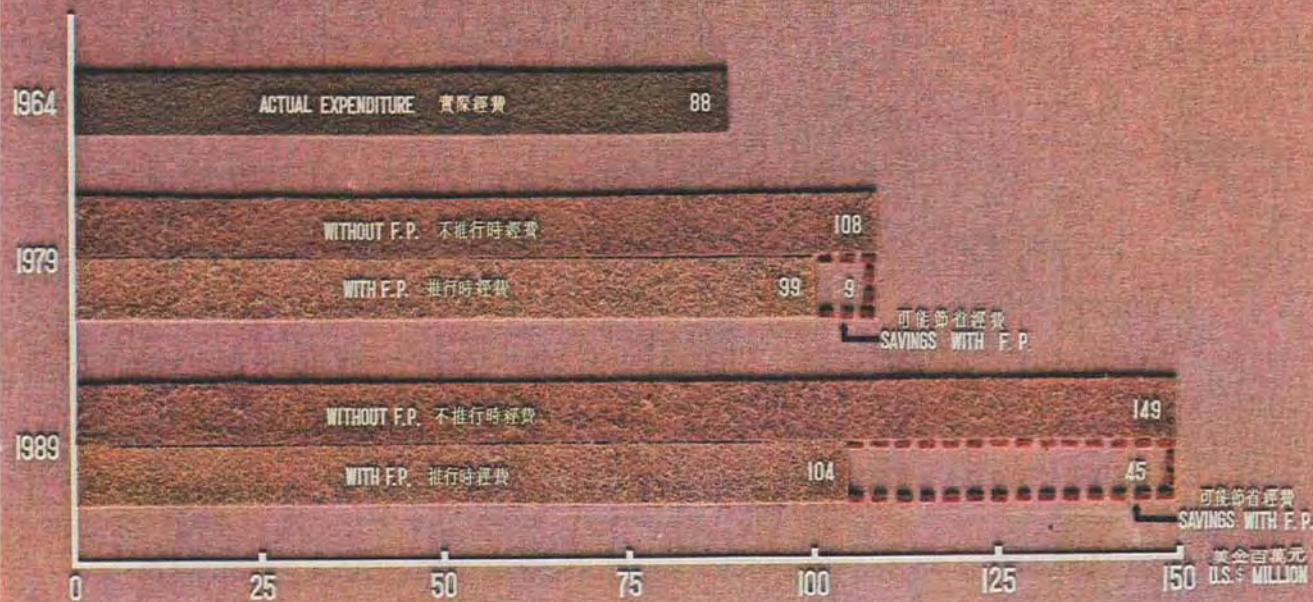 1964
ACTUAL EXPENDITURE 實際經費 88
1979
WITHOUT F.P. 不推行時經費 108
WITH F.P. 推行時經費 99 9
可能節省經費
SAVINGS WITH F.P.
1989
WITHOUT F.P. 不推行時經費 149
WITH F.P. 推行時經費 104 45
可能節省經費
SAVINGS WITH F.P.
0 25 50 75 100 125 150
美金百萬元
U.S.$ MILLION